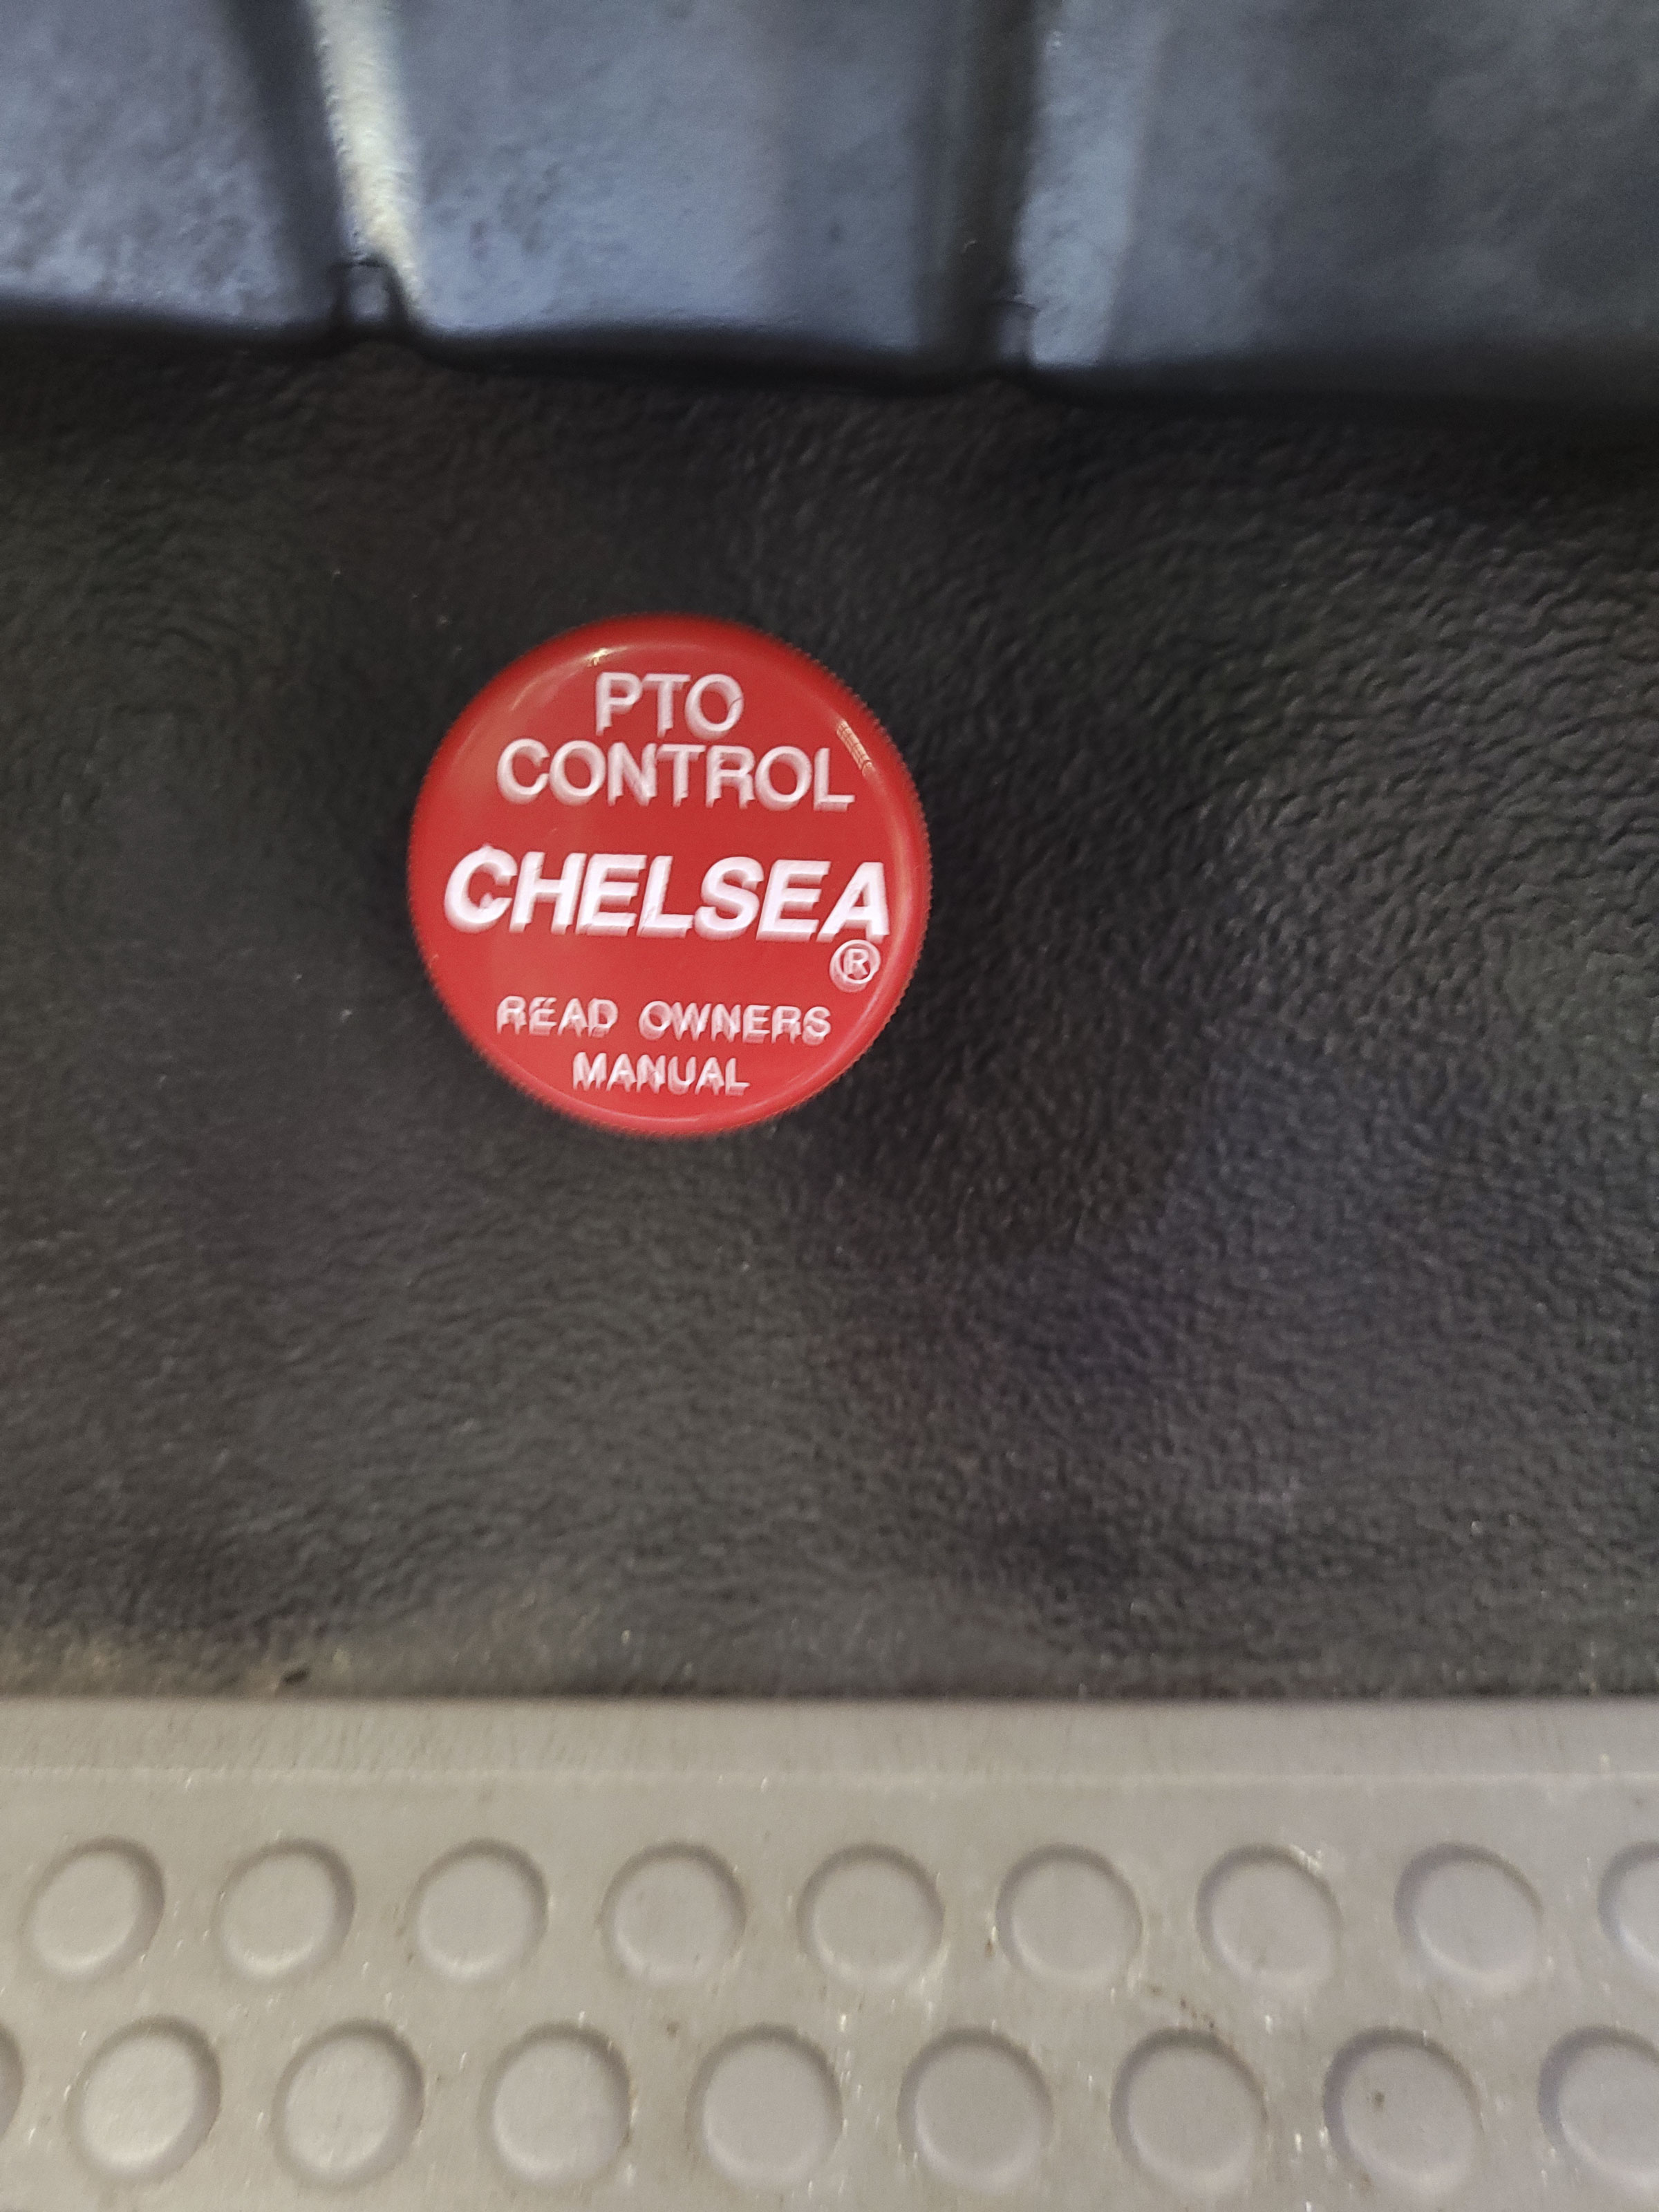 PTO
CONTROL
CHELSEA
®
READ OWNERS
MANUAL